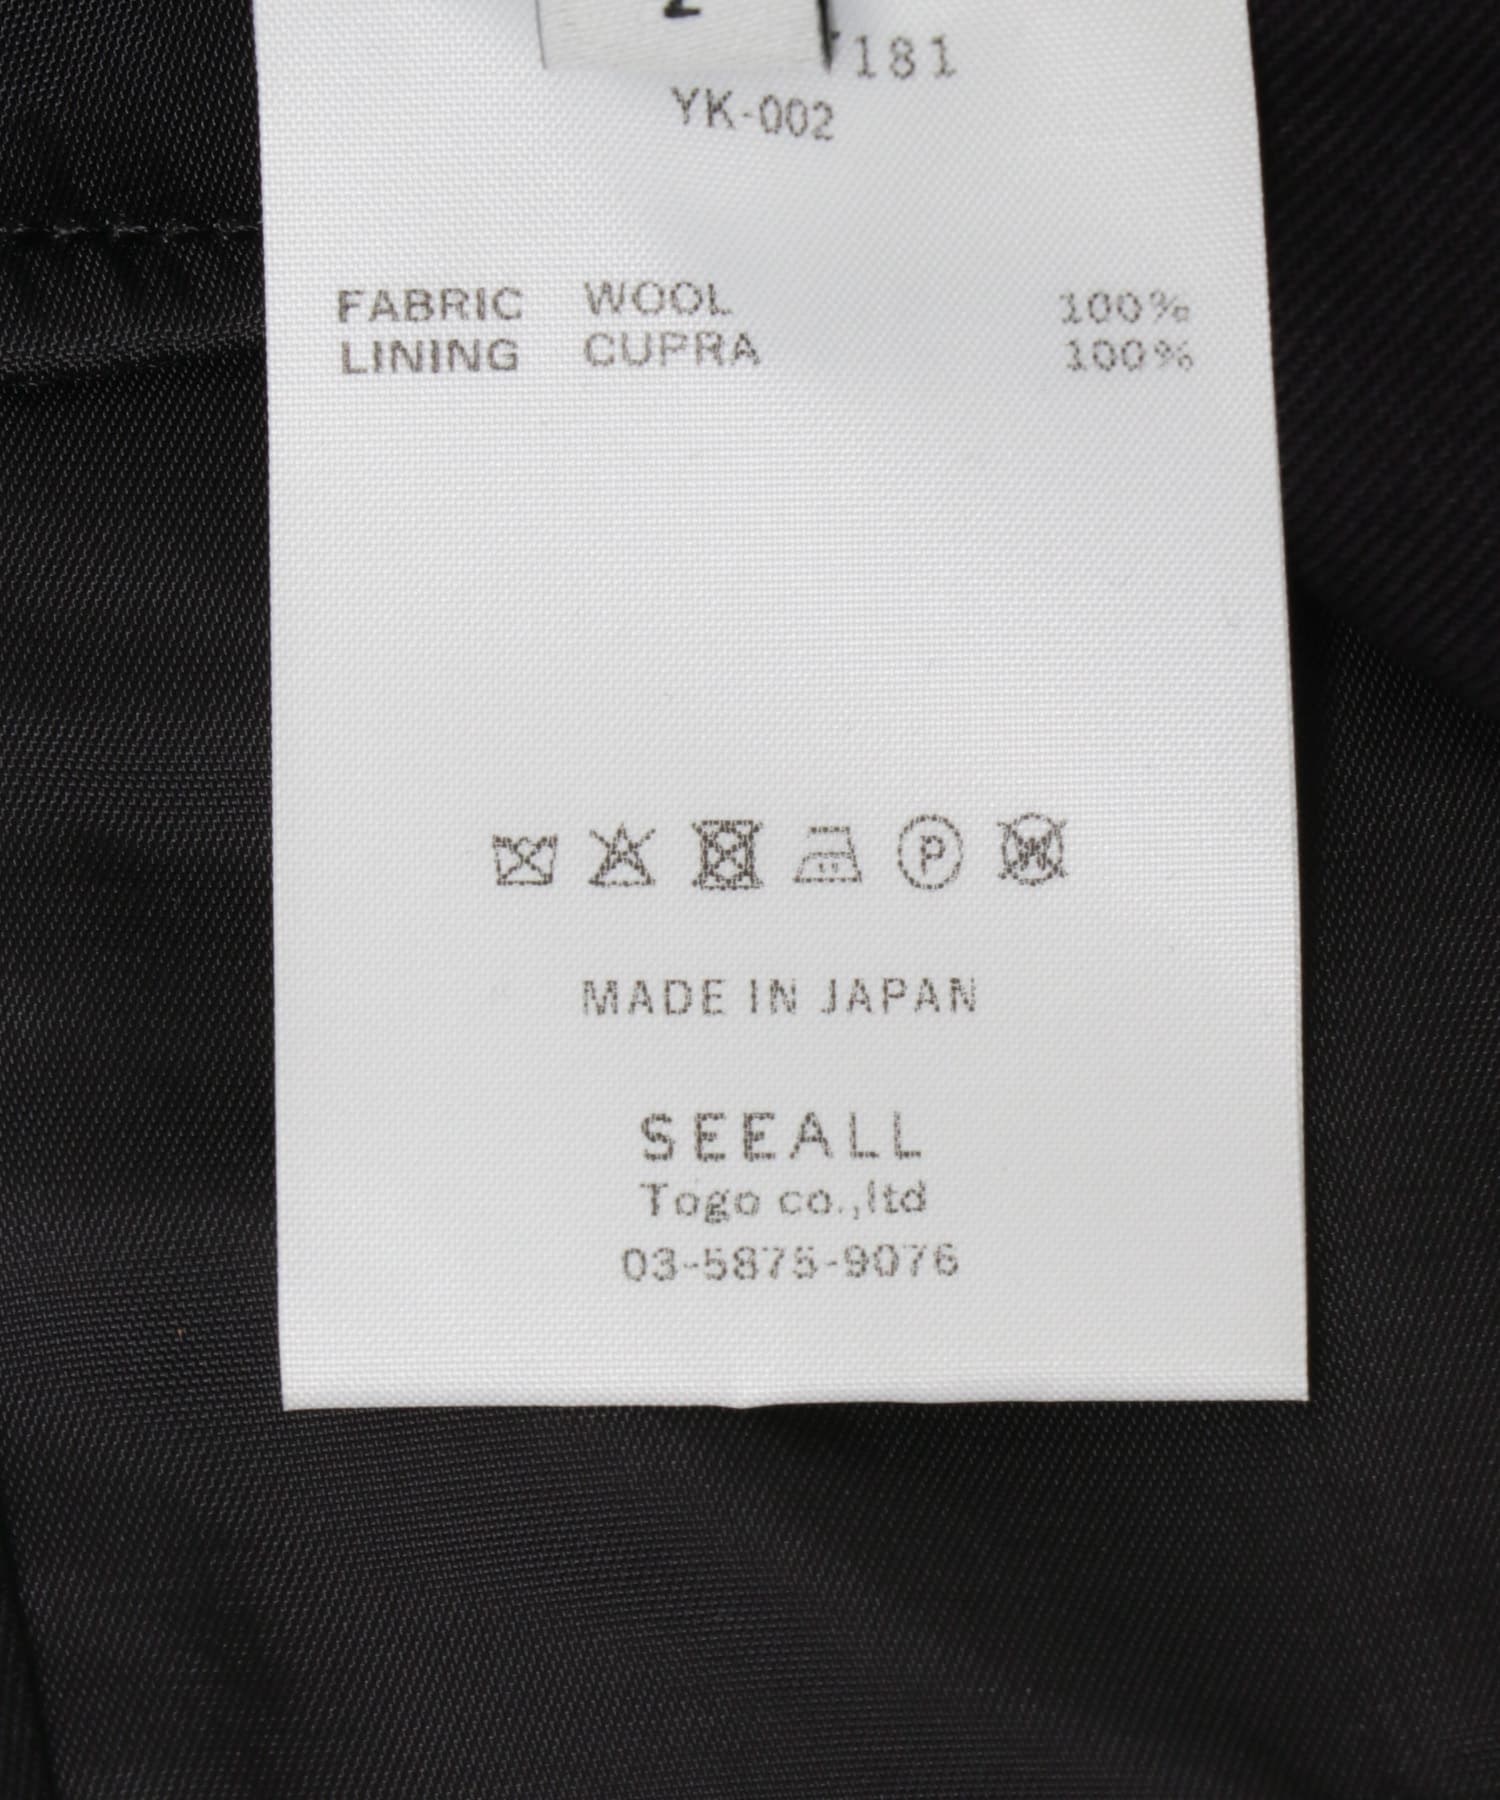 181
YK-002
FABRIC WOOL 100%
LINING CUPRA 100%
P
W
MADE IN JAPAN
SEEALL
Togo co.,ltd
03-5875-9076